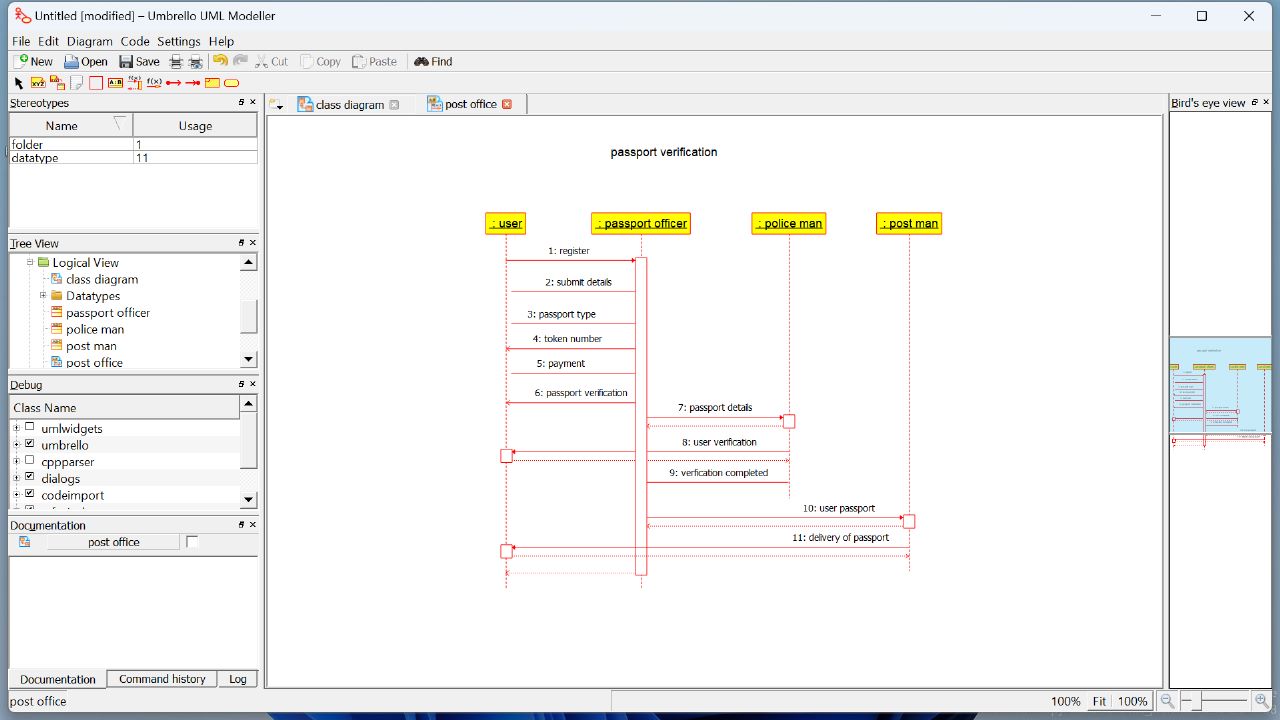 Untitled [modified] – Umbrello UML Modeller
File Edit Diagram Code Settings Help
New Open Save Cut Copy Paste Find
Stereotypes
Name Usage
folder 1
datatype 11
Tree View
Logical View
class diagram
Datatypes
passport officer
police man
post man
post office
Debug
Class Name
umlwidgets
umbrello
cppparser
dialogs
codeimport
Documentation
post office
Documentation Command history Log
post office
class diagram post office
passport verification
: user : passport officer : police man : post man
1: register
2: submit details
3: passport type
4: token number
5: payment
6: passport verification
7: passport details
8: user verification
9: verfication completed
10: user passport
11: delivery of passport
Bird's eye view
100% Fit 100%